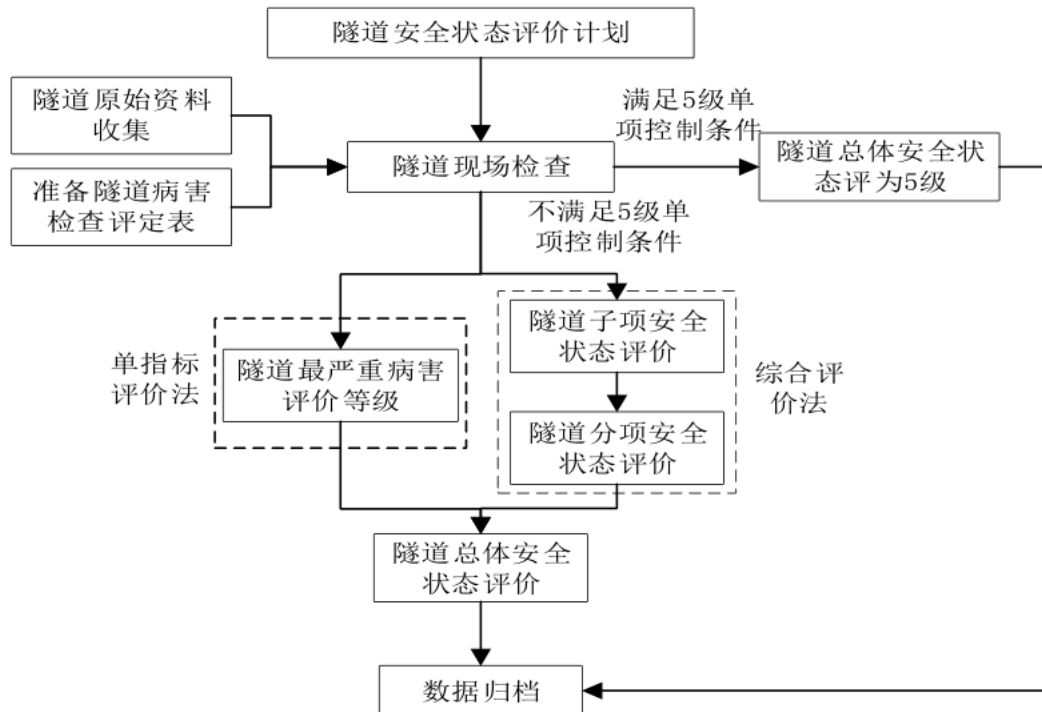 隧道安全状态评价计划
隧道原始资料
收集
满足5级单
项控制条件
隧道现场检查
隧道总体安全状
态评为5级
准备隧道病害
检查评定表
不满足5级单
项控制条件
隧道子项安全
状态评价
单指标
评价法
隧道最严重病害
评价等级
综合评
价法
隧道分项安全
状态评价
隧道总体安全
状态评价
数据归档